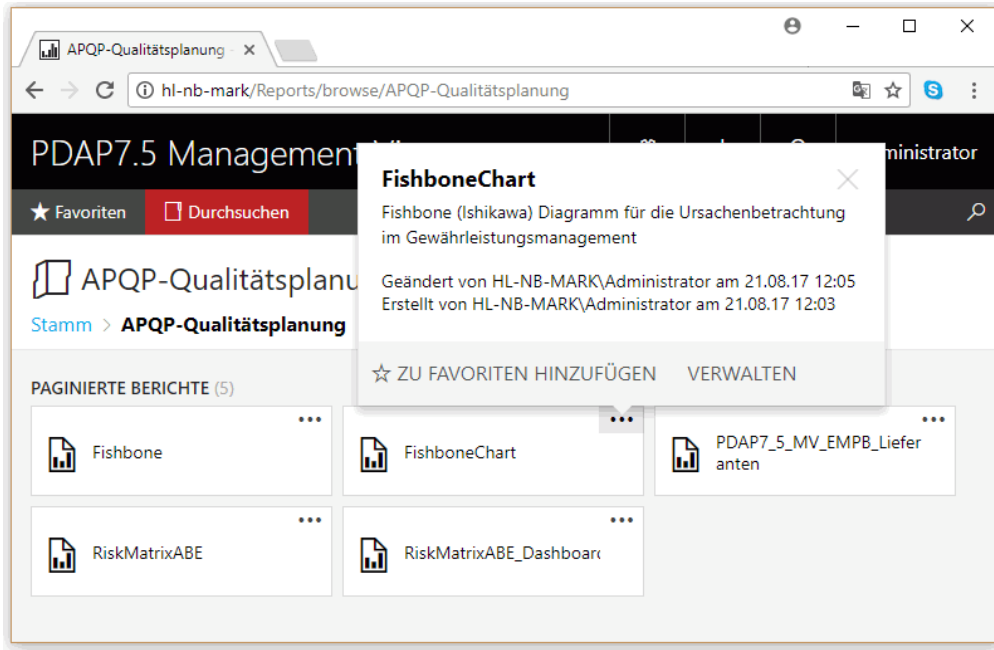 APQP-Qualitätsplanung -
hl-nb-mark/Reports/browse/APQP-Qualitätsplanung
PDAP7.5
Favoriten Durchsuchen
APQP-Qualitätsplanu
Stamm > APQP-Qualitätsplanung
FishboneChart
Fishbone (Ishikawa) Diagramm für die Ursachenbetrachtung
im Gewährleistungsmanagement
Geändert von HL-NB-MARK\Administrator am 21.08.17 12:05
Erstellt von HL-NB-MARK\Administrator am 21.08.17 12:03
ZU FAVORITEN HINZUFÜGEN VERWALTEN
PAGINIERTE BERICHTE (5)
Fishbone
FishboneChart
PDAP7_5_MV_EMPB_Liefer
anten
RiskMatrixABE
RiskMatrixABE_Dashboard